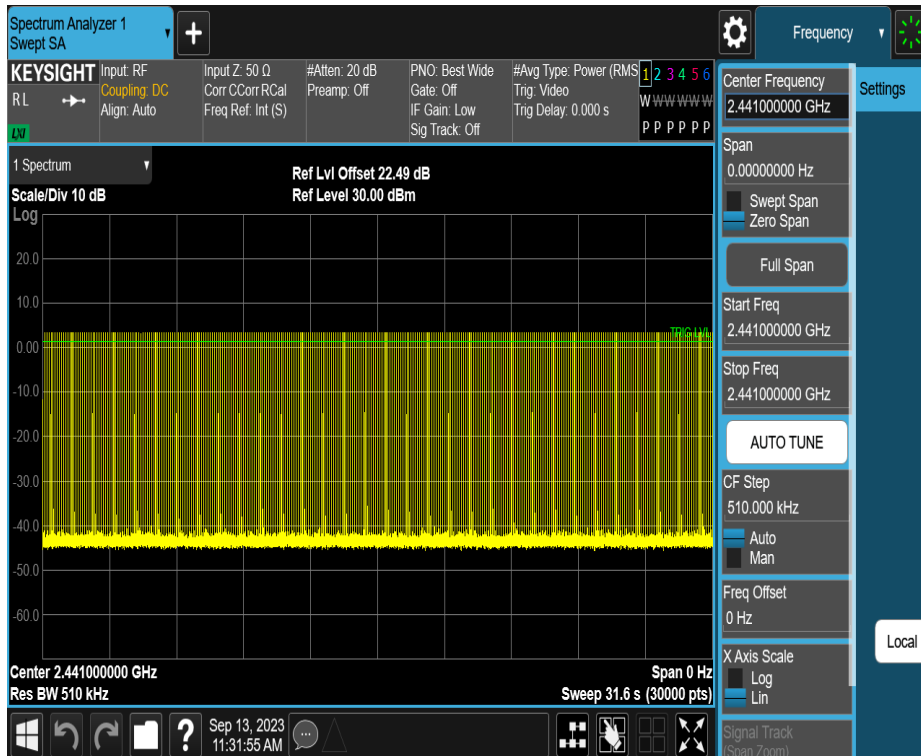 Spectrum Analyzer 1
Swept SA
+
Frequency
KEYSIGHT
R L
LXI
Input: RF
Coupling: DC
Align: Auto
Input Z: 50 Ω
Corr CCorr RCal
Freq Ref: Int (S)
#Atten: 20 dB
Preamp: Off
PNO: Best Wide
Gate: Off
IF Gain: Low
Sig Track: Off
#Avg Type: Power (RMS
Trig: Video
Trig Delay: 0.000 s
1 2 3 4 5 6
W W W W W W
P P P P P P
1 Spectrum
Scale/Div 10 dB
Log
Ref Lvl Offset 22.49 dB
Ref Level 30.00 dBm
20.0
10.0
0.00
-10.0
-20.0
-30.0
-40.0
-50.0
-60.0
TRIG LVL
Center 2.441000000 GHz
Res BW 510 kHz
Span 0 Hz
Sweep 31.6 s (30000 pts)
?
Sep 13, 2023
11:31:55 AM
Center Frequency
2.441000000 GHz
Span
0.00000000 Hz
Swept Span
Zero Span
Full Span
Start Freq
2.441000000 GHz
Stop Freq
2.441000000 GHz
AUTO TUNE
CF Step
510.000 kHz
Auto
Man
Freq Offset
0 Hz
X Axis Scale
Log
Lin
Signal Track
(Span Zoom)
Settings
Local